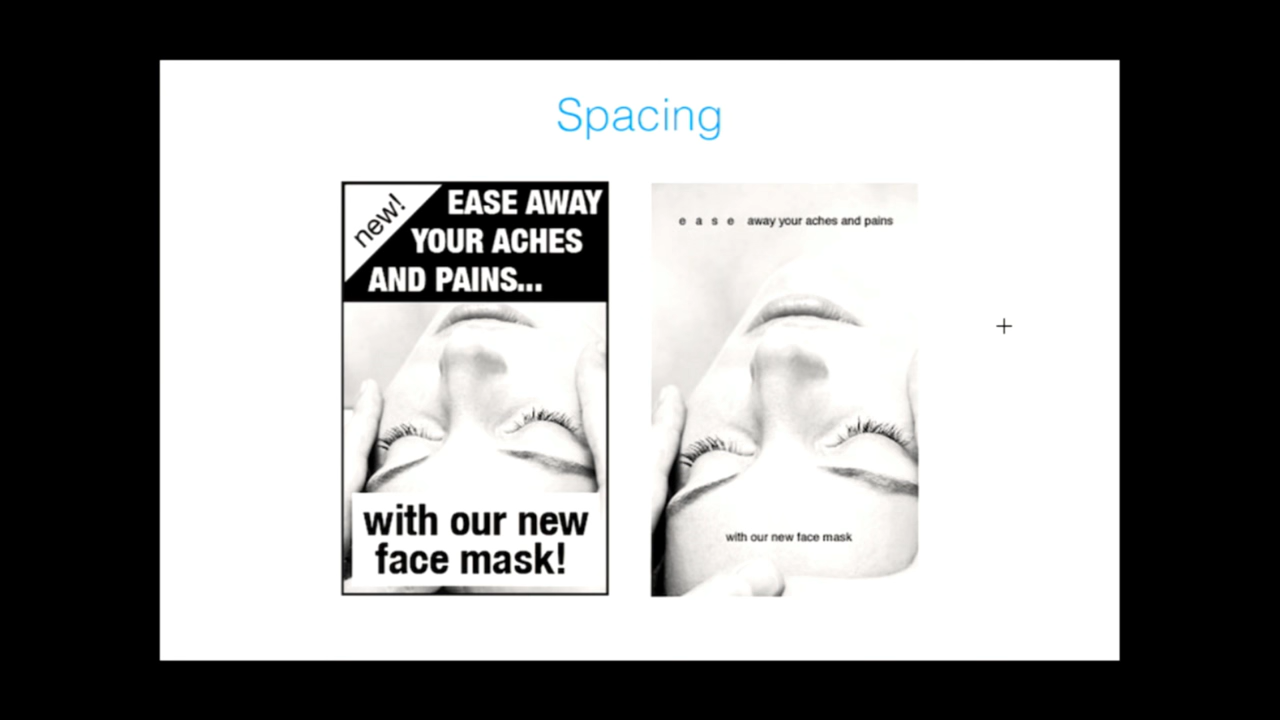 Spacing
new!
EASE AWAY
YOUR ACHES
AND PAINS...
with our new
face mask!
e a s e away your aches and pains
with our new face mask